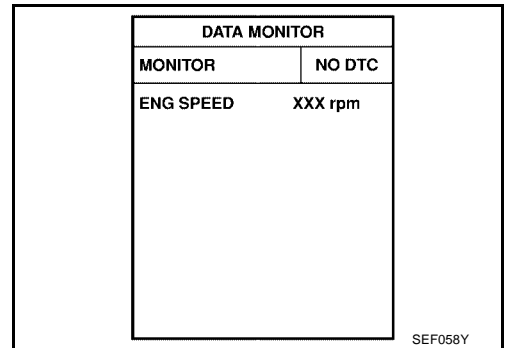 DATA MONITOR
MONITOR NO DTC
ENG SPEED XXX rpm
SEF058Y